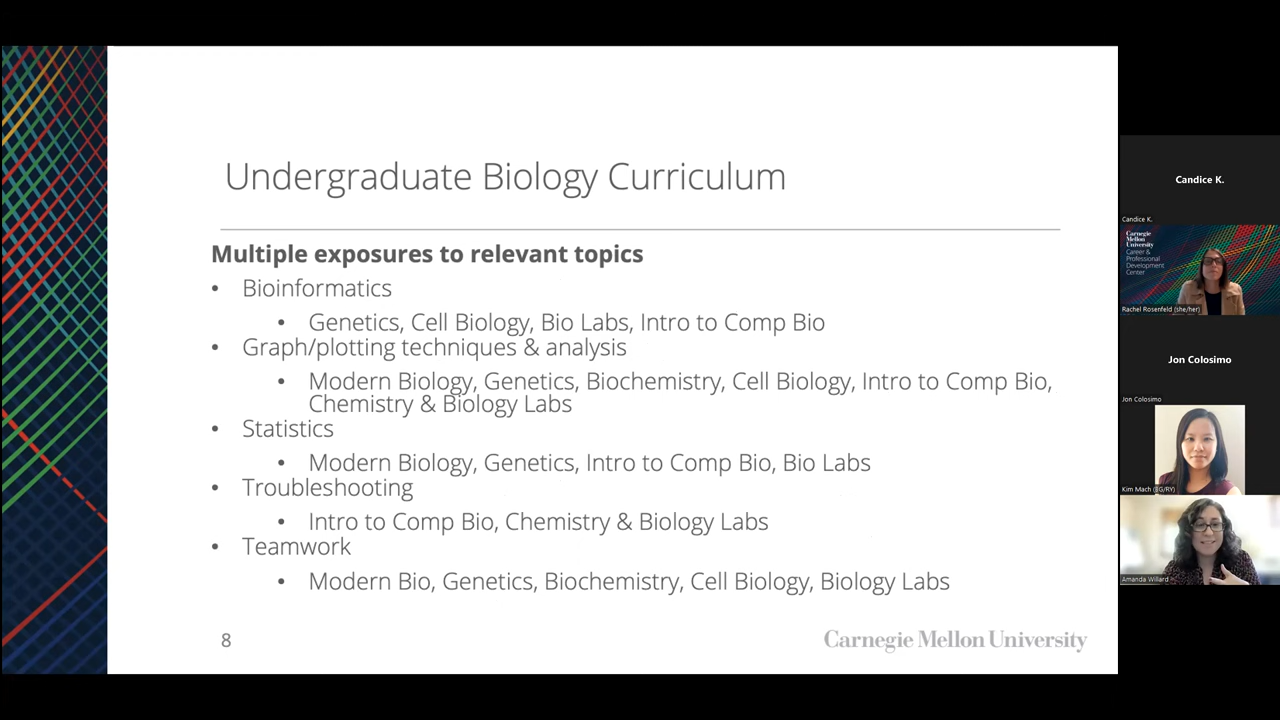 Undergraduate Biology Curriculum
Multiple exposures to relevant topics
• Bioinformatics
• Genetics, Cell Biology, Bio Labs, Intro to Comp Bio
• Graph/plotting techniques & analysis
• Modern Biology, Genetics, Biochemistry, Cell Biology, Intro to Comp Bio,
Chemistry & Biology Labs
• Statistics
• Modern Biology, Genetics, Intro to Comp Bio, Bio Labs
• Troubleshooting
• Intro to Comp Bio, Chemistry & Biology Labs
• Teamwork
• Modern Bio, Genetics, Biochemistry, Cell Biology, Biology Labs
8
Carnegie Mellon University
Candice K.
Candice K.
Carnegie
Mellon
University
Career &
Professional
Development
Center
Rachel Rosenfeld (she/her)
Jon Colosimo
Jon Colosimo
Kim Mach (BG/RY)
Amanda Willard